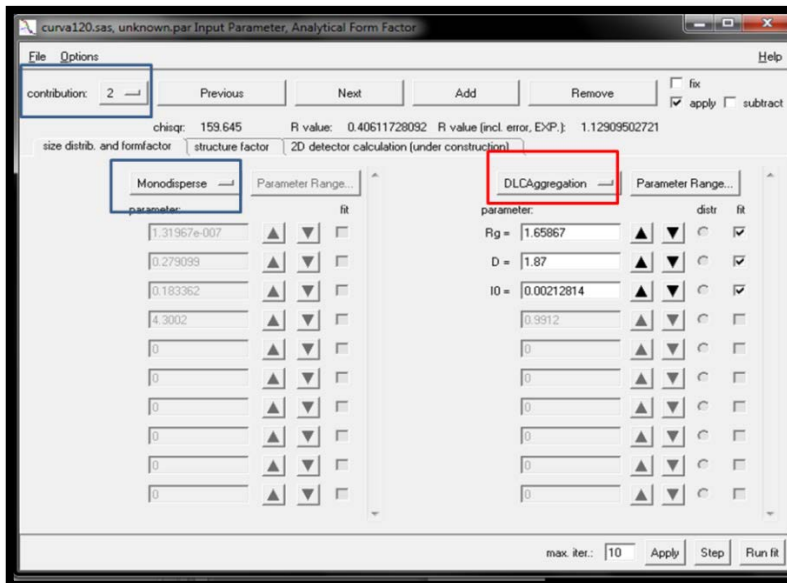 curva120.sas, unknown.par Input Parameter, Analytical Form Factor
File Options Help
contribution: 2 Previous Next Add Remove fix
apply subtract
chisqr: 159.645 R value: 0.40611728092 R value (incl. error, EXP.): 1.12909502721
size distrib. and formfactor structure factor 2D detector calculation (under construction)
Monodisperse Parameter Range... DLCAggregation Parameter Range...
parameter: fit parameter: distr fit
1.31967e-007 Rg = 1.65867
0.279099 D = 1.87
0.183362 I0 = 0.00212814
4.3002 0.9912
0 0
0 0
0 0
0 0
0 0
0 0
max. iter.: 10 Apply Step Run fit